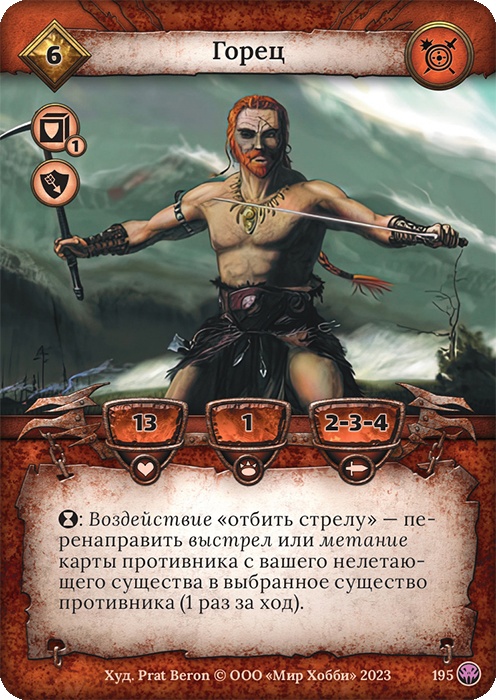 6
Горец
1
13
1
2-3-4
: Воздействие «отбить стрелу» — пе-
ренаправить выстрел или метание
карты противника с вашего нелетаю-
щего существа в выбранное существо
противника (1 раз за ход).
Худ. Prat Beron © ООО «Мир Хобби» 2023
195